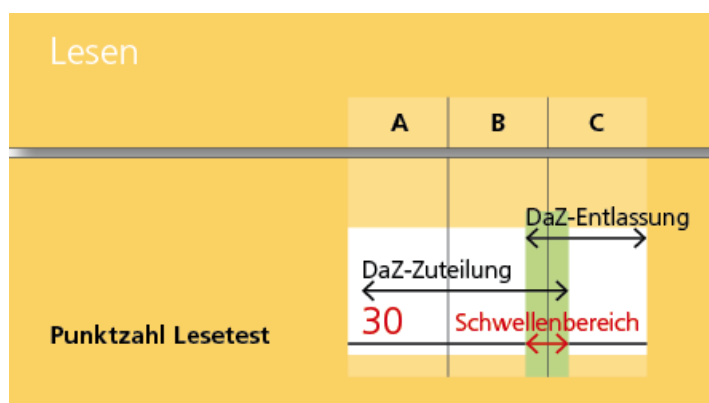 Lesen
A B C
DaZ-Entlassung
DaZ-Zuteilung
Punktzahl Lesetest 30 Schwellenbereich